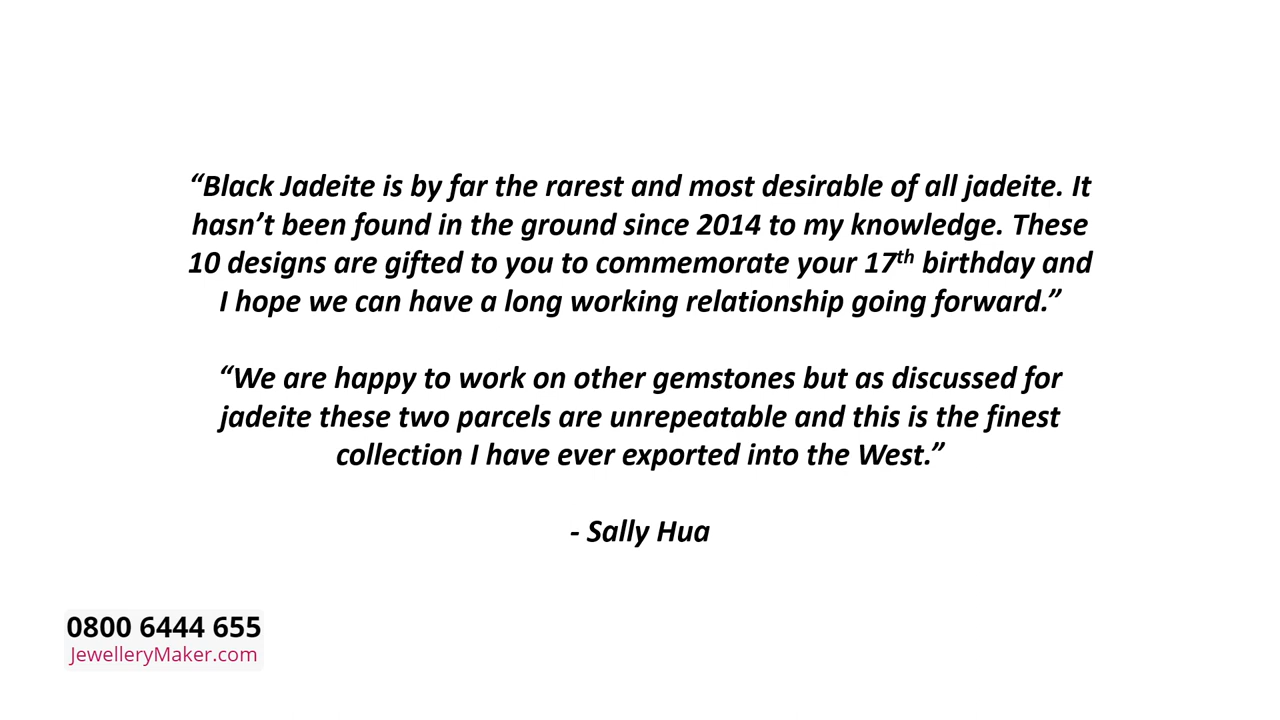 “Black Jadeite is by far the rarest and most desirable of all jadeite. It
hasn’t been found in the ground since 2014 to my knowledge. These
10 designs are gifted to you to commemorate your 17th birthday and
I hope we can have a long working relationship going forward.”
“We are happy to work on other gemstones but as discussed for
jadeite these two parcels are unrepeatable and this is the finest
collection I have ever exported into the West.”
- Sally Hua
0800 6444 655
JewelleryMaker.com